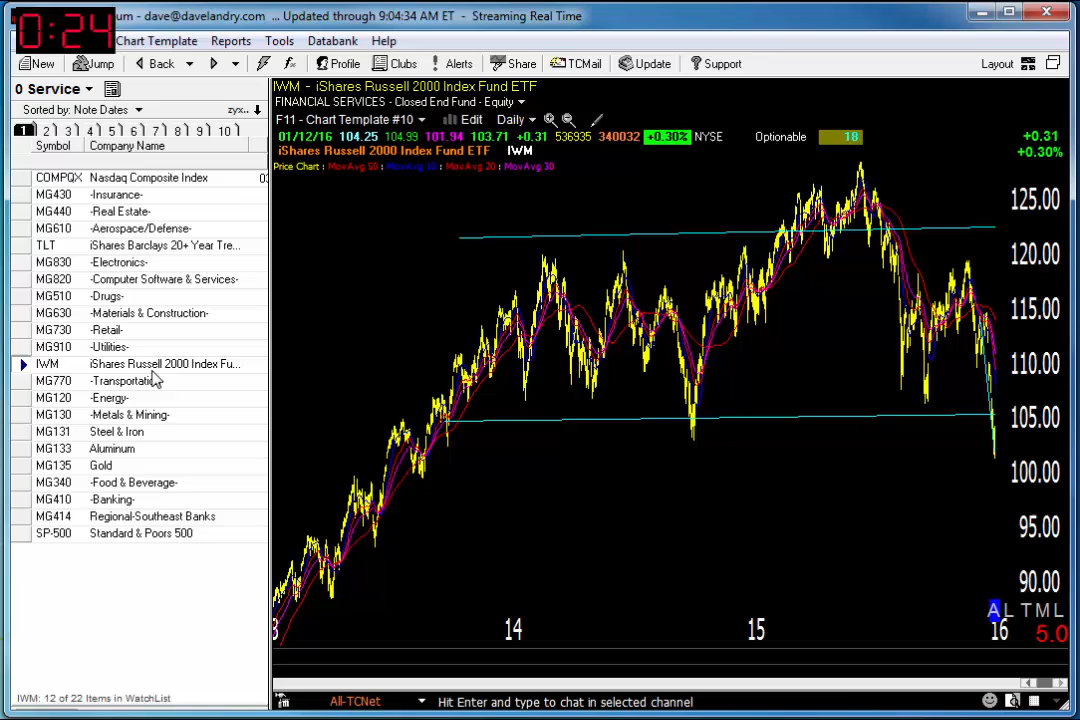 0:24
um - dave@davelandry.com ... Updated through 9:04:34 AM ET - Streaming Real Time
Chart Template Reports Tools Databank Help
New Jump Back Profile Clubs Alerts Share TCMail Update Support Layout
0 Service
Sorted by: Note Dates zyx..
1 2 3 4 5 6 7 8 9 10
Symbol Company Name
COMPQX Nasdaq Composite Index 03
MG430 -Insurance-
MG440 -Real Estate-
MG610 -Aerospace/Defense-
TLT iShares Barclays 20+ Year Tre...
MG830 -Electronics-
MG820 -Computer Software & Services-
MG510 -Drugs-
MG630 -Materials & Construction-
MG730 -Retail-
MG910 -Utilities-
IWM iShares Russell 2000 Index Fu...
MG770 -Transportatio
MG120 -Energy-
MG130 -Metals & Mining-
MG131 Steel & Iron
MG133 Aluminum
MG135 Gold
MG340 -Food & Beverage-
MG410 -Banking-
MG414 Regional-Southeast Banks
SP-500 Standard & Poors 500
IWM: 12 of 22 Items in WatchList
IWM - iShares Russell 2000 Index Fund ETF
FINANCIAL SERVICES - Closed End Fund - Equity
F11 - Chart Template #10 Edit Daily
01/12/16 104.25 104.99 101.94 103.71 +0.31 536935 340032 +0.30% NYSE Optionable 18 +0.31
+0.30%
iShares Russell 2000 Index Fund ETF IWM
Price Chart : MovAvg 50 : MovAvg 10 : MovAvg 20 : MovAvg 30
125.00
120.00
115.00
110.00
105.00
100.00
95.00
90.00
A L T M L
3 14 15 16 5.0
All-TCNet Hit Enter and type to chat in selected channel